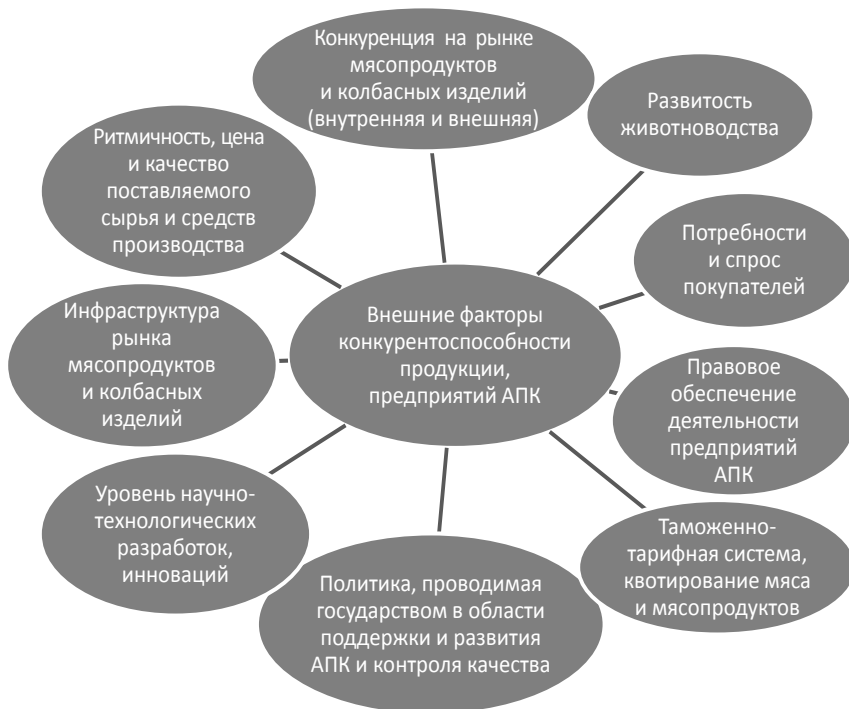 Конкуренция на рынке
мясопродуктов
и колбасных изделий
(внутренняя и внешняя)
Развитость
животноводства
Ритмичность, цена
и качество
поставляемого
сырья и средств
производства
Потребности
и спрос
покупателей
Внешние факторы
конкурентоспособности
продукции,
предприятий АПК
Инфраструктура
рынка
мясопродуктов
и колбасных
изделий
Правовое
обеспечение
деятельности
предприятий
АПК
Уровень научно-
технологических
разработок,
инноваций
Таможенно-
тарифная система,
квотирование мяса
и мясопродуктов
Политика, проводимая
государством в области
поддержки и развития
АПК и контроля качества